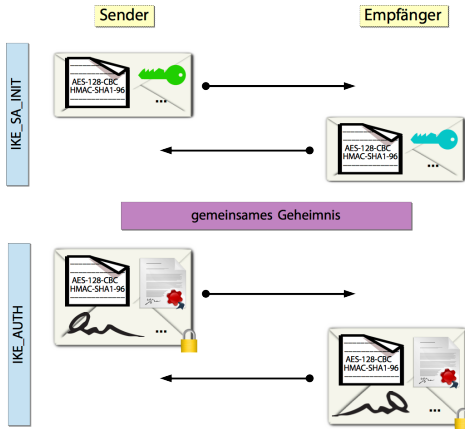 Sender
Empfänger
IKE_SA_INIT
AES-128-CBC
HMAC-SHA1-96
...
AES-128-CBC
HMAC-SHA1-96
...
gemeinsames Geheimnis
IKE_AUTH
AES-128-CBC
HMAC-SHA1-96
...
AES-128-CBC
HMAC-SHA1-96
...